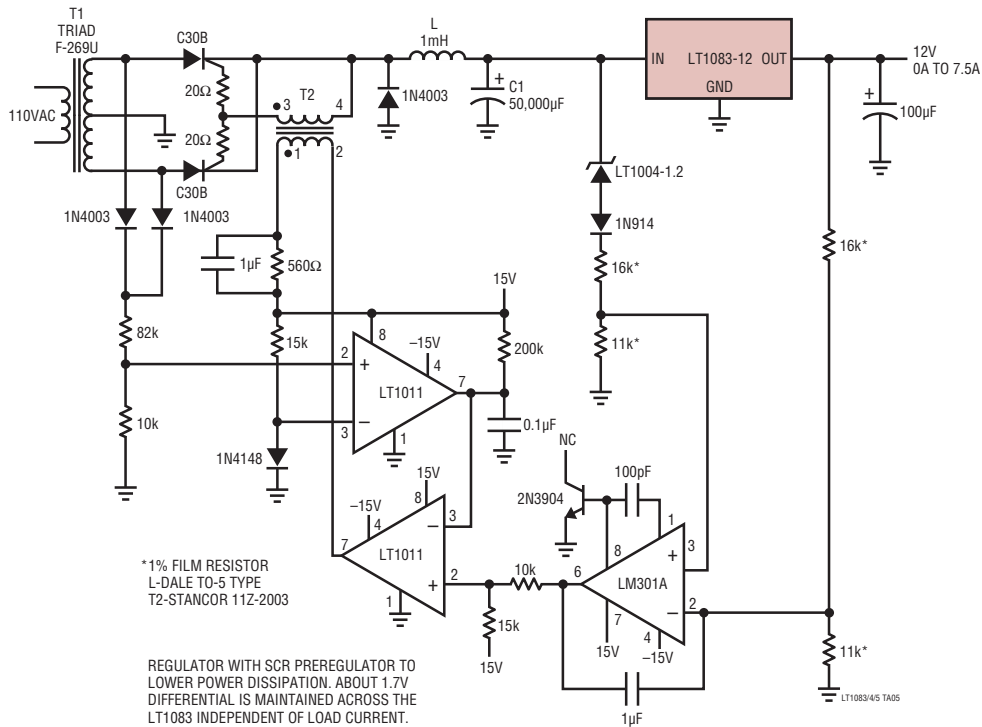 T1
TRIAD
F-269U
C30B
L
1mH
IN
LT1083-12
OUT
GND
12V
0A TO 7.5A
20Ω
T2
3
4
1N4003
+
C1
50,000µF
+
100µF
110VAC
20Ω
1
2
C30B
LT1004-1.2
1N4003
1N4003
1N914
16k*
1µF
560Ω
16k*
15V
82k
15k
8
–15V
4
200k
11k*
2
+
7
LT1011
10k
–
3
1
0.1µF
NC
1N4148
15V
100pF
–15V
8
2N3904
4
–
3
1
7
LT1011
8
+
3
*1% FILM RESISTOR
L-DALE TO-5 TYPE
T2-STANCOR 11Z-2003
+
2
10k
6
LM301A
1
7
–
2
15k
15V
4
–15V
11k*
15V
REGULATOR WITH SCR PREREGULATOR TO
LOWER POWER DISSIPATION. ABOUT 1.7V
DIFFERENTIAL IS MAINTAINED ACROSS THE
LT1083 INDEPENDENT OF LOAD CURRENT.
1µF
LT1083/4/5 TA05